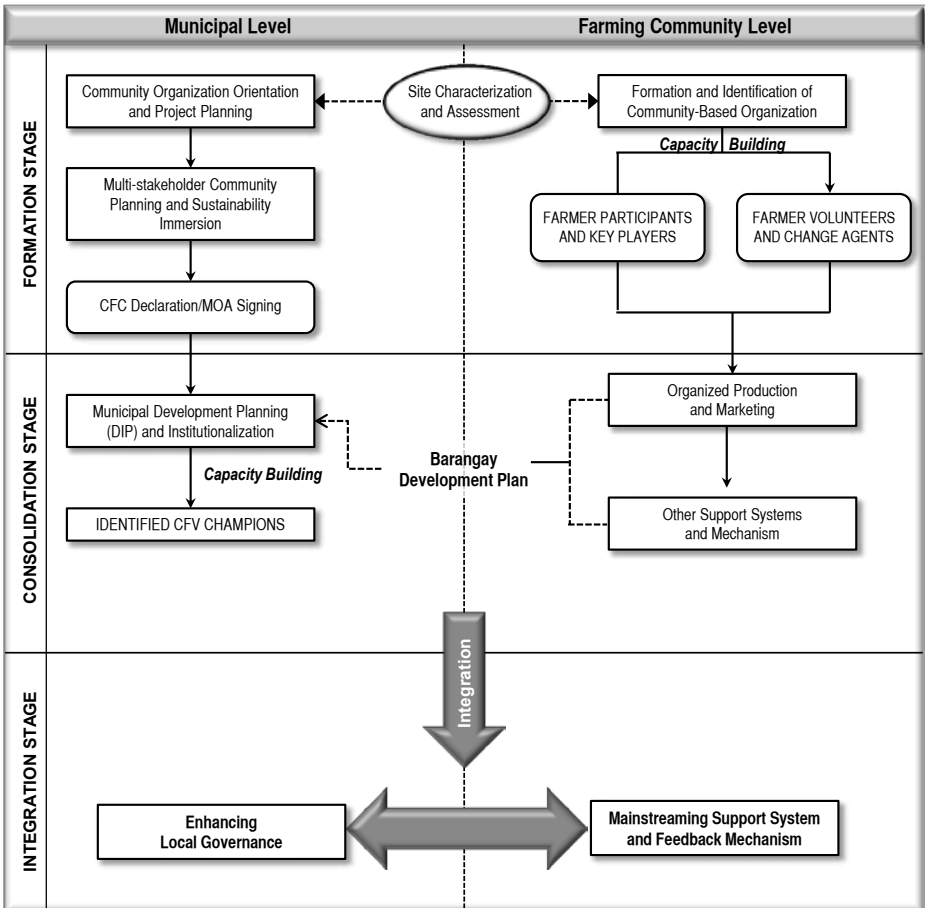 Municipal Level
Farming Community Level
FORMATION STAGE
Community Organization Orientation
and Project Planning
Site Characterization
and Assessment
Formation and Identification of
Community-Based Organization
Capacity Building
Multi-stakeholder Community
Planning and Sustainability
Immersion
FARMER PARTICIPANTS
AND KEY PLAYERS
FARMER VOLUNTEERS
AND CHANGE AGENTS
CFC Declaration/MOA Signing
CONSOLIDATION STAGE
Municipal Development Planning
(DIP) and Institutionalization
Capacity Building
IDENTIFIED CFV CHAMPIONS
Barangay
Development Plan
Organized Production
and Marketing
Other Support Systems
and Mechanism
Integration
INTEGRATION STAGE
Enhancing
Local Governance
Mainstreaming Support System
and Feedback Mechanism